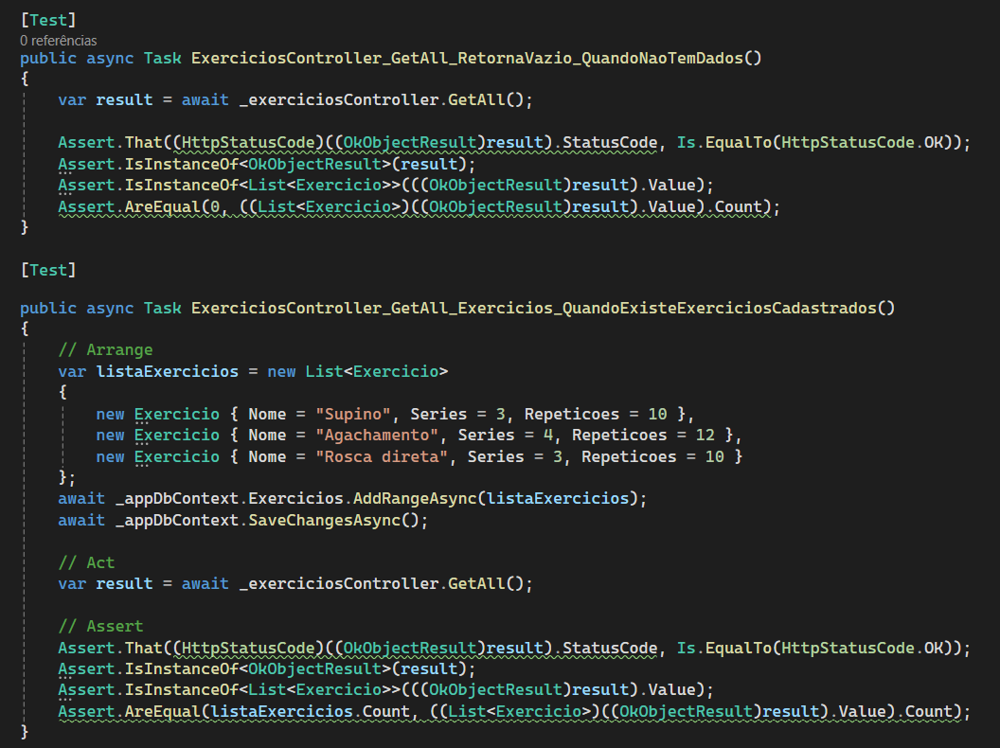 [Test]
0 referências
public async Task ExerciciosController_GetAll_RetornaVazio_QuandoNaoTemDados()
{
    var result = await _exerciciosController.GetAll();

    Assert.That((HttpStatusCode)((OkObjectResult)result).StatusCode, Is.EqualTo(HttpStatusCode.OK));
    Assert.IsInstanceOf<OkObjectResult>(result);
    Assert.IsInstanceOf<List<Exercicio>>(((OkObjectResult)result).Value);
    Assert.AreEqual(0, ((List<Exercicio>)((OkObjectResult)result).Value).Count);
}

[Test]

public async Task ExerciciosController_GetAll_Exercicios_QuandoExisteExerciciosCadastrados()
{
    // Arrange
    var listaExercicios = new List<Exercicio>
    {
        new Exercicio { Nome = "Supino", Series = 3, Repeticoes = 10 },
        new Exercicio { Nome = "Agachamento", Series = 4, Repeticoes = 12 },
        new Exercicio { Nome = "Rosca direta", Series = 3, Repeticoes = 10 }
    };
    await _appDbContext.Exercicios.AddRangeAsync(listaExercicios);
    await _appDbContext.SaveChangesAsync();

    // Act
    var result = await _exerciciosController.GetAll();

    // Assert
    Assert.That((HttpStatusCode)((OkObjectResult)result).StatusCode, Is.EqualTo(HttpStatusCode.OK));
    Assert.IsInstanceOf<OkObjectResult>(result);
    Assert.IsInstanceOf<List<Exercicio>>(((OkObjectResult)result).Value);
    Assert.AreEqual(listaExercicios.Count, ((List<Exercicio>)((OkObjectResult)result).Value).Count);
}